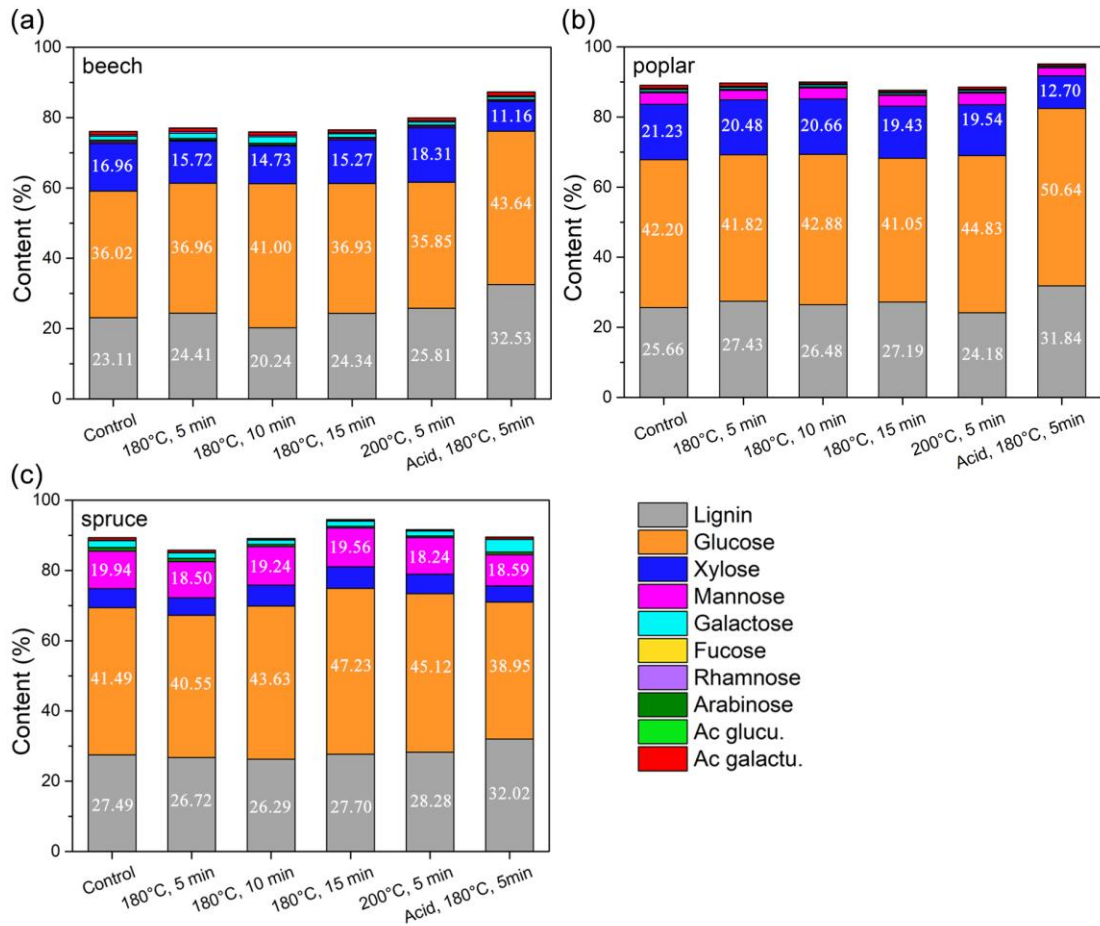 (a)
beech
Content (%)
100
80
60
40
20
0
16.96 15.72 14.73 15.27 18.31 11.16
36.02 36.96 41.00 36.93 35.85 43.64
23.11 24.41 20.24 24.34 25.81 32.53
Control
180°C, 5 min
180°C, 10 min
180°C, 15 min
200°C, 5 min
Acid, 180°C, 5min
(b)
poplar
Content (%)
100
80
60
40
20
0
21.23 20.48 20.66 19.43 19.54 12.70
42.20 41.82 42.88 41.05 44.83 50.64
25.66 27.43 26.48 27.19 24.18 31.84
Control
180°C, 5 min
180°C, 10 min
180°C, 15 min
200°C, 5 min
Acid, 180°C, 5min
(c)
spruce
Content (%)
100
80
60
40
20
0
19.94 18.50 19.24 19.56 18.24 18.59
41.49 40.55 43.63 47.23 45.12 38.95
27.49 26.72 26.29 27.70 28.28 32.02
Control
180°C, 5 min
180°C, 10 min
180°C, 15 min
200°C, 5 min
Acid, 180°C, 5min
Lignin
Glucose
Xylose
Mannose
Galactose
Fucose
Rhamnose
Arabinose
Ac glucu.
Ac galactu.